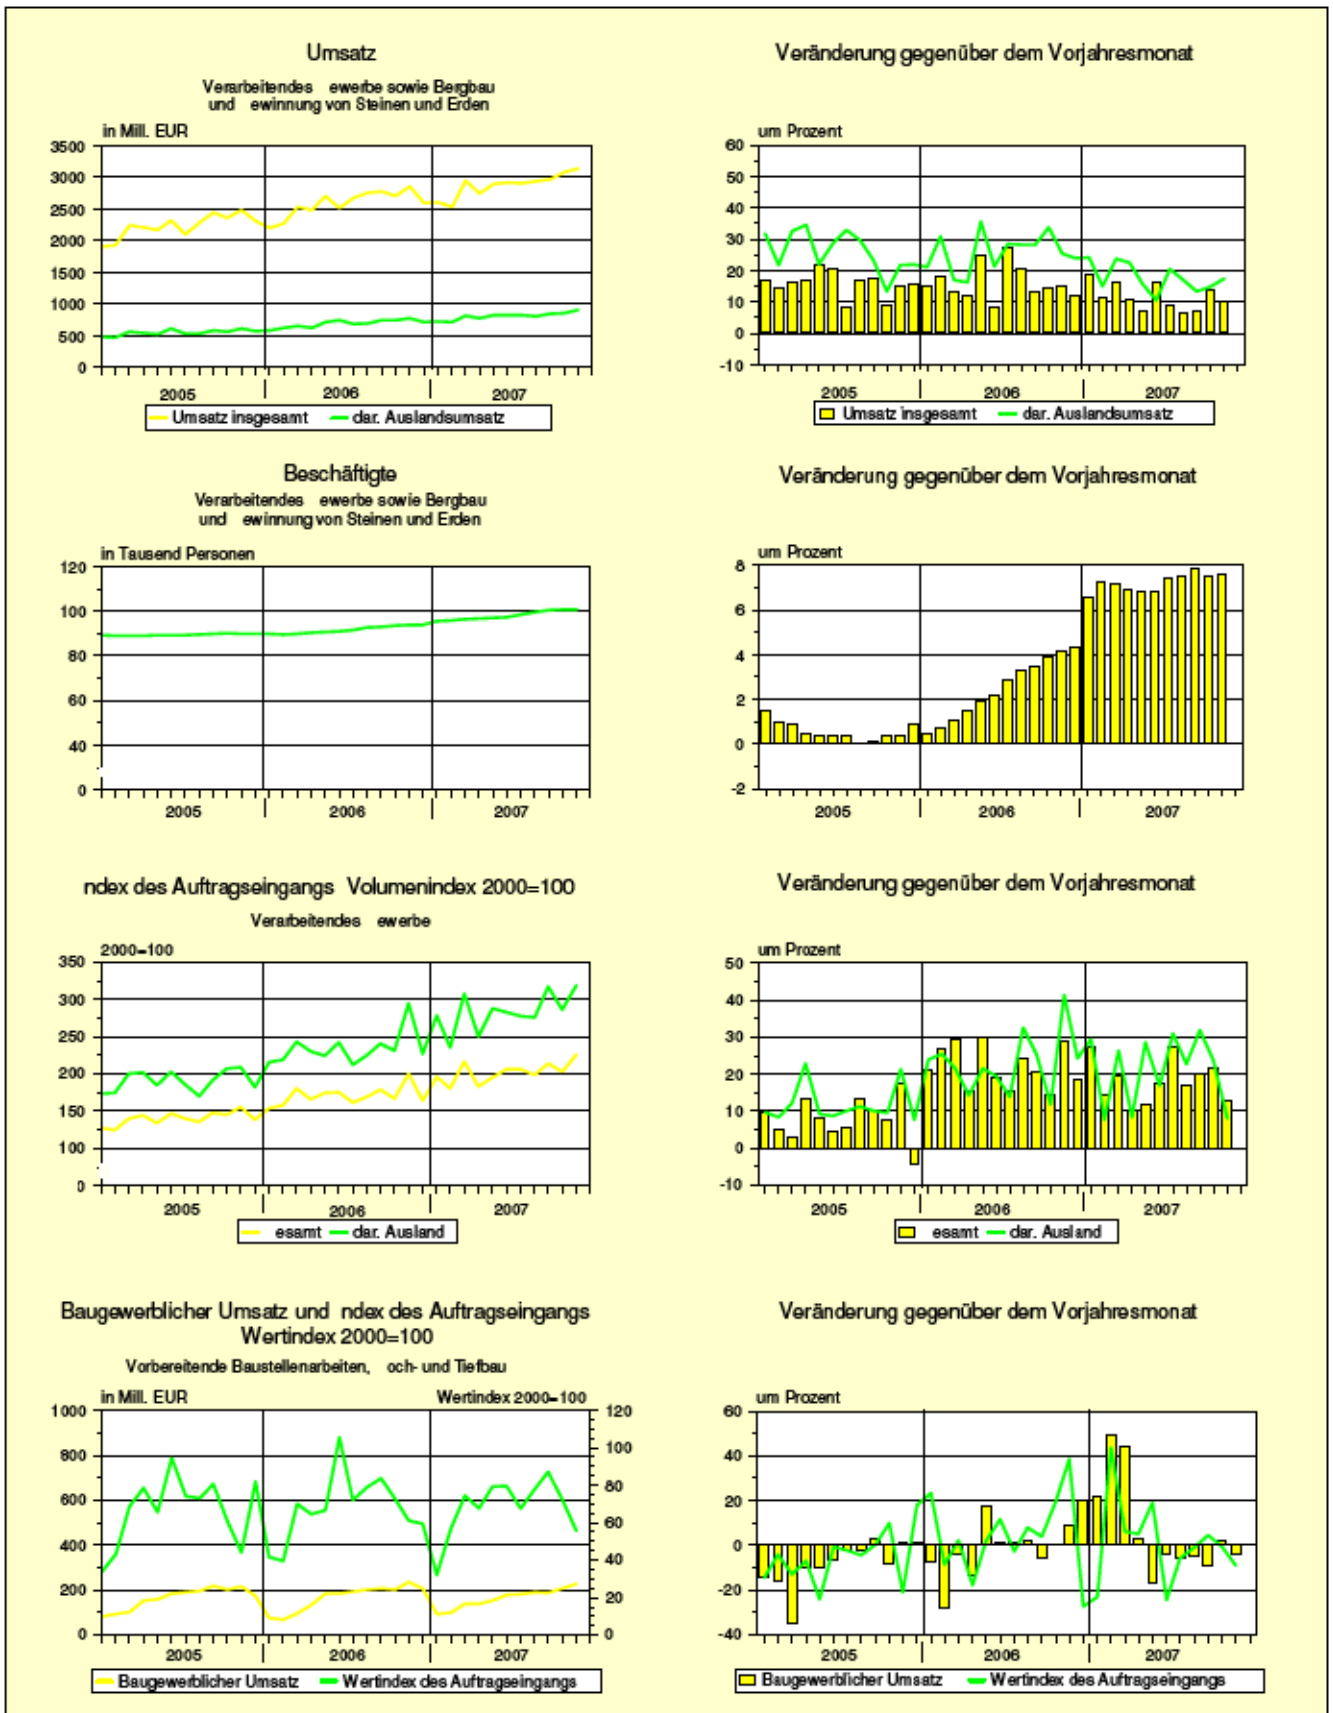 Umsatz
Verarbeitendes ewerbe sowie Bergbau
und ewinnung von Steinen und Erden
in Mill. EUR
3500
3000
2500
2000
1500
1000
500
0
2005 2006 2007
Umsatz insgesamt dar. Auslandsumsatz
Veränderung gegenüber dem Vorjahresmonat
um Prozent
60
50
40
30
20
10
0
-10
2005 2006 2007
Umsatz insgesamt dar. Auslandsumsatz
Beschäftigte
Verarbeitendes ewerbe sowie Bergbau
und ewinnung von Steinen und Erden
in Tausend Personen
120
100
80
60
40
0
2005 2006 2007
Veränderung gegenüber dem Vorjahresmonat
um Prozent
8
6
4
2
0
-2
2005 2006 2007
ndex des Auftragseingangs Volumenindex 2000=100
Verarbeitendes ewerbe
2000=100
350
300
250
200
150
100
0
2005 2006 2007
esamt dar. Ausland
Veränderung gegenüber dem Vorjahresmonat
um Prozent
50
40
30
20
10
0
-10
2005 2006 2007
esamt dar. Ausland
Baugewerblicher Umsatz und ndex des Auftragseingangs
Wertindex 2000=100
Vorbereitende Baustellenarbeiten, och- und Tiefbau
in Mill. EUR Wertindex 2000=100
1000 120
800 100
600 80
400 60
200 40
0 20
0
2005 2006 2007
Baugewerblicher Umsatz Wertindex des Auftragseingangs
Veränderung gegenüber dem Vorjahresmonat
um Prozent
60
40
20
0
-20
-40
2005 2006 2007
Baugewerblicher Umsatz Wertindex des Auftragseingangs